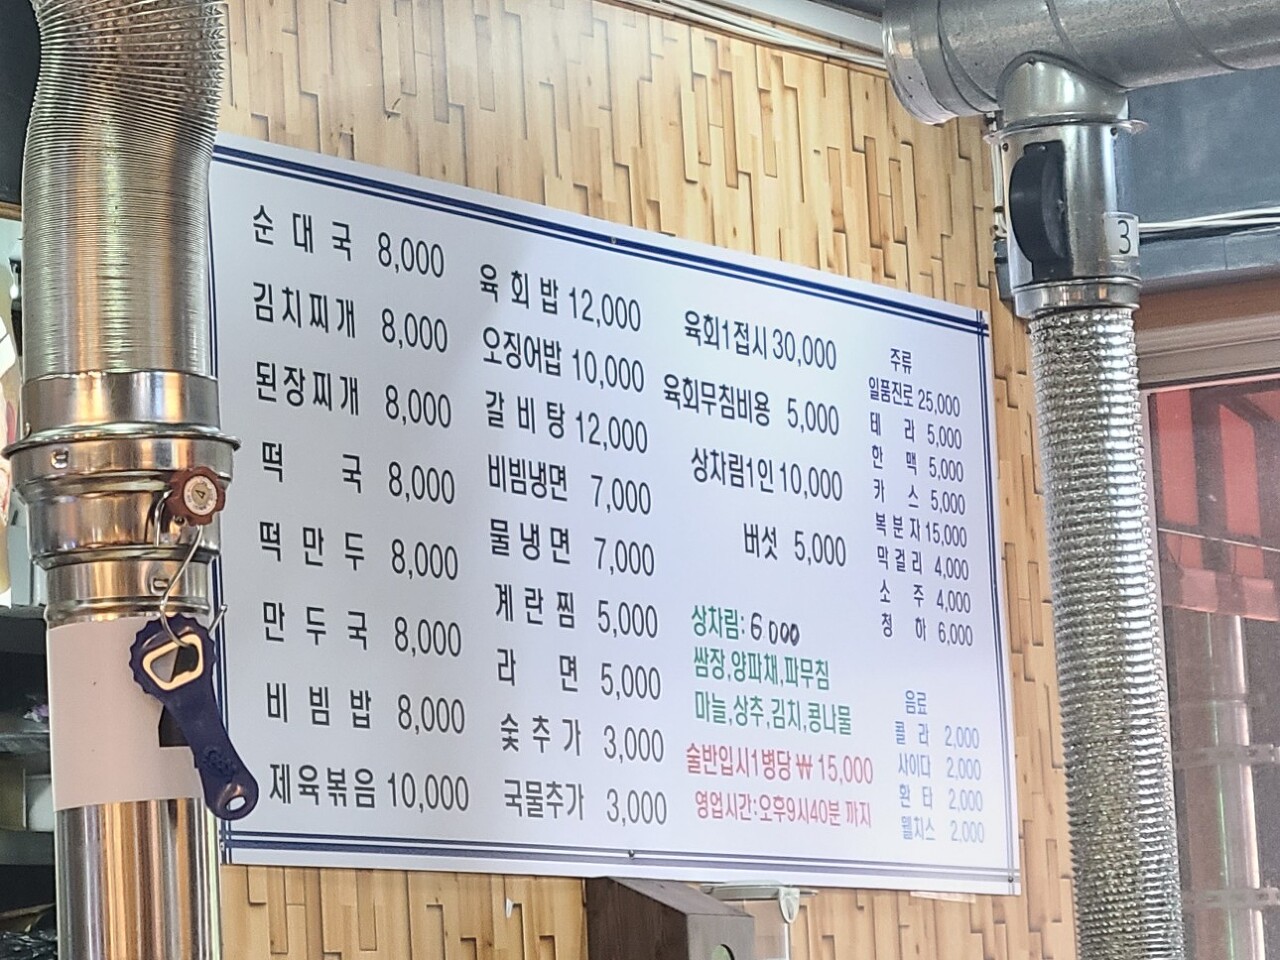 순대국 8,000
김치찌개 8,000
된장찌개 8,000
떡국 8,000
떡만두 8,000
만두국 8,000
비빔밥 8,000
제육볶음 10,000
육회밥 12,000
오징어밥 10,000
갈비탕 12,000
비빔냉면 7,000
물냉면 7,000
계란찜 5,000
라면 5,000
숯추가 3,000
국물추가 3,000
육회1접시 30,000
육회무침비용 5,000
상차림1인 10,000
버섯 5,000
상차림: 6000
쌈장,양파채,파무침
마늘,상추,김치,콩나물
술반입시1병당 ₩ 15,000
영업시간:오후9시40분 까지
주류
일품진로 25,000
테라 5,000
한맥 5,000
카스 5,000
복분자 15,000
막걸리 4,000
소주 4,000
청하 6,000
음료
콜라 2,000
사이다 2,000
환타 2,000
웰치스 2,000
3